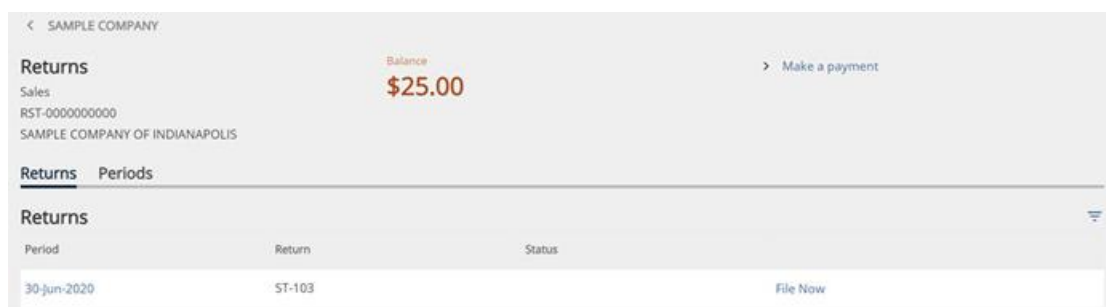 < SAMPLE COMPANY
Returns
Sales
RST-0000000000
SAMPLE COMPANY OF INDIANAPOLIS
Balance
$25.00
> Make a payment
Returns Periods
Returns
Period Return Status
30-Jun-2020 ST-103 File Now